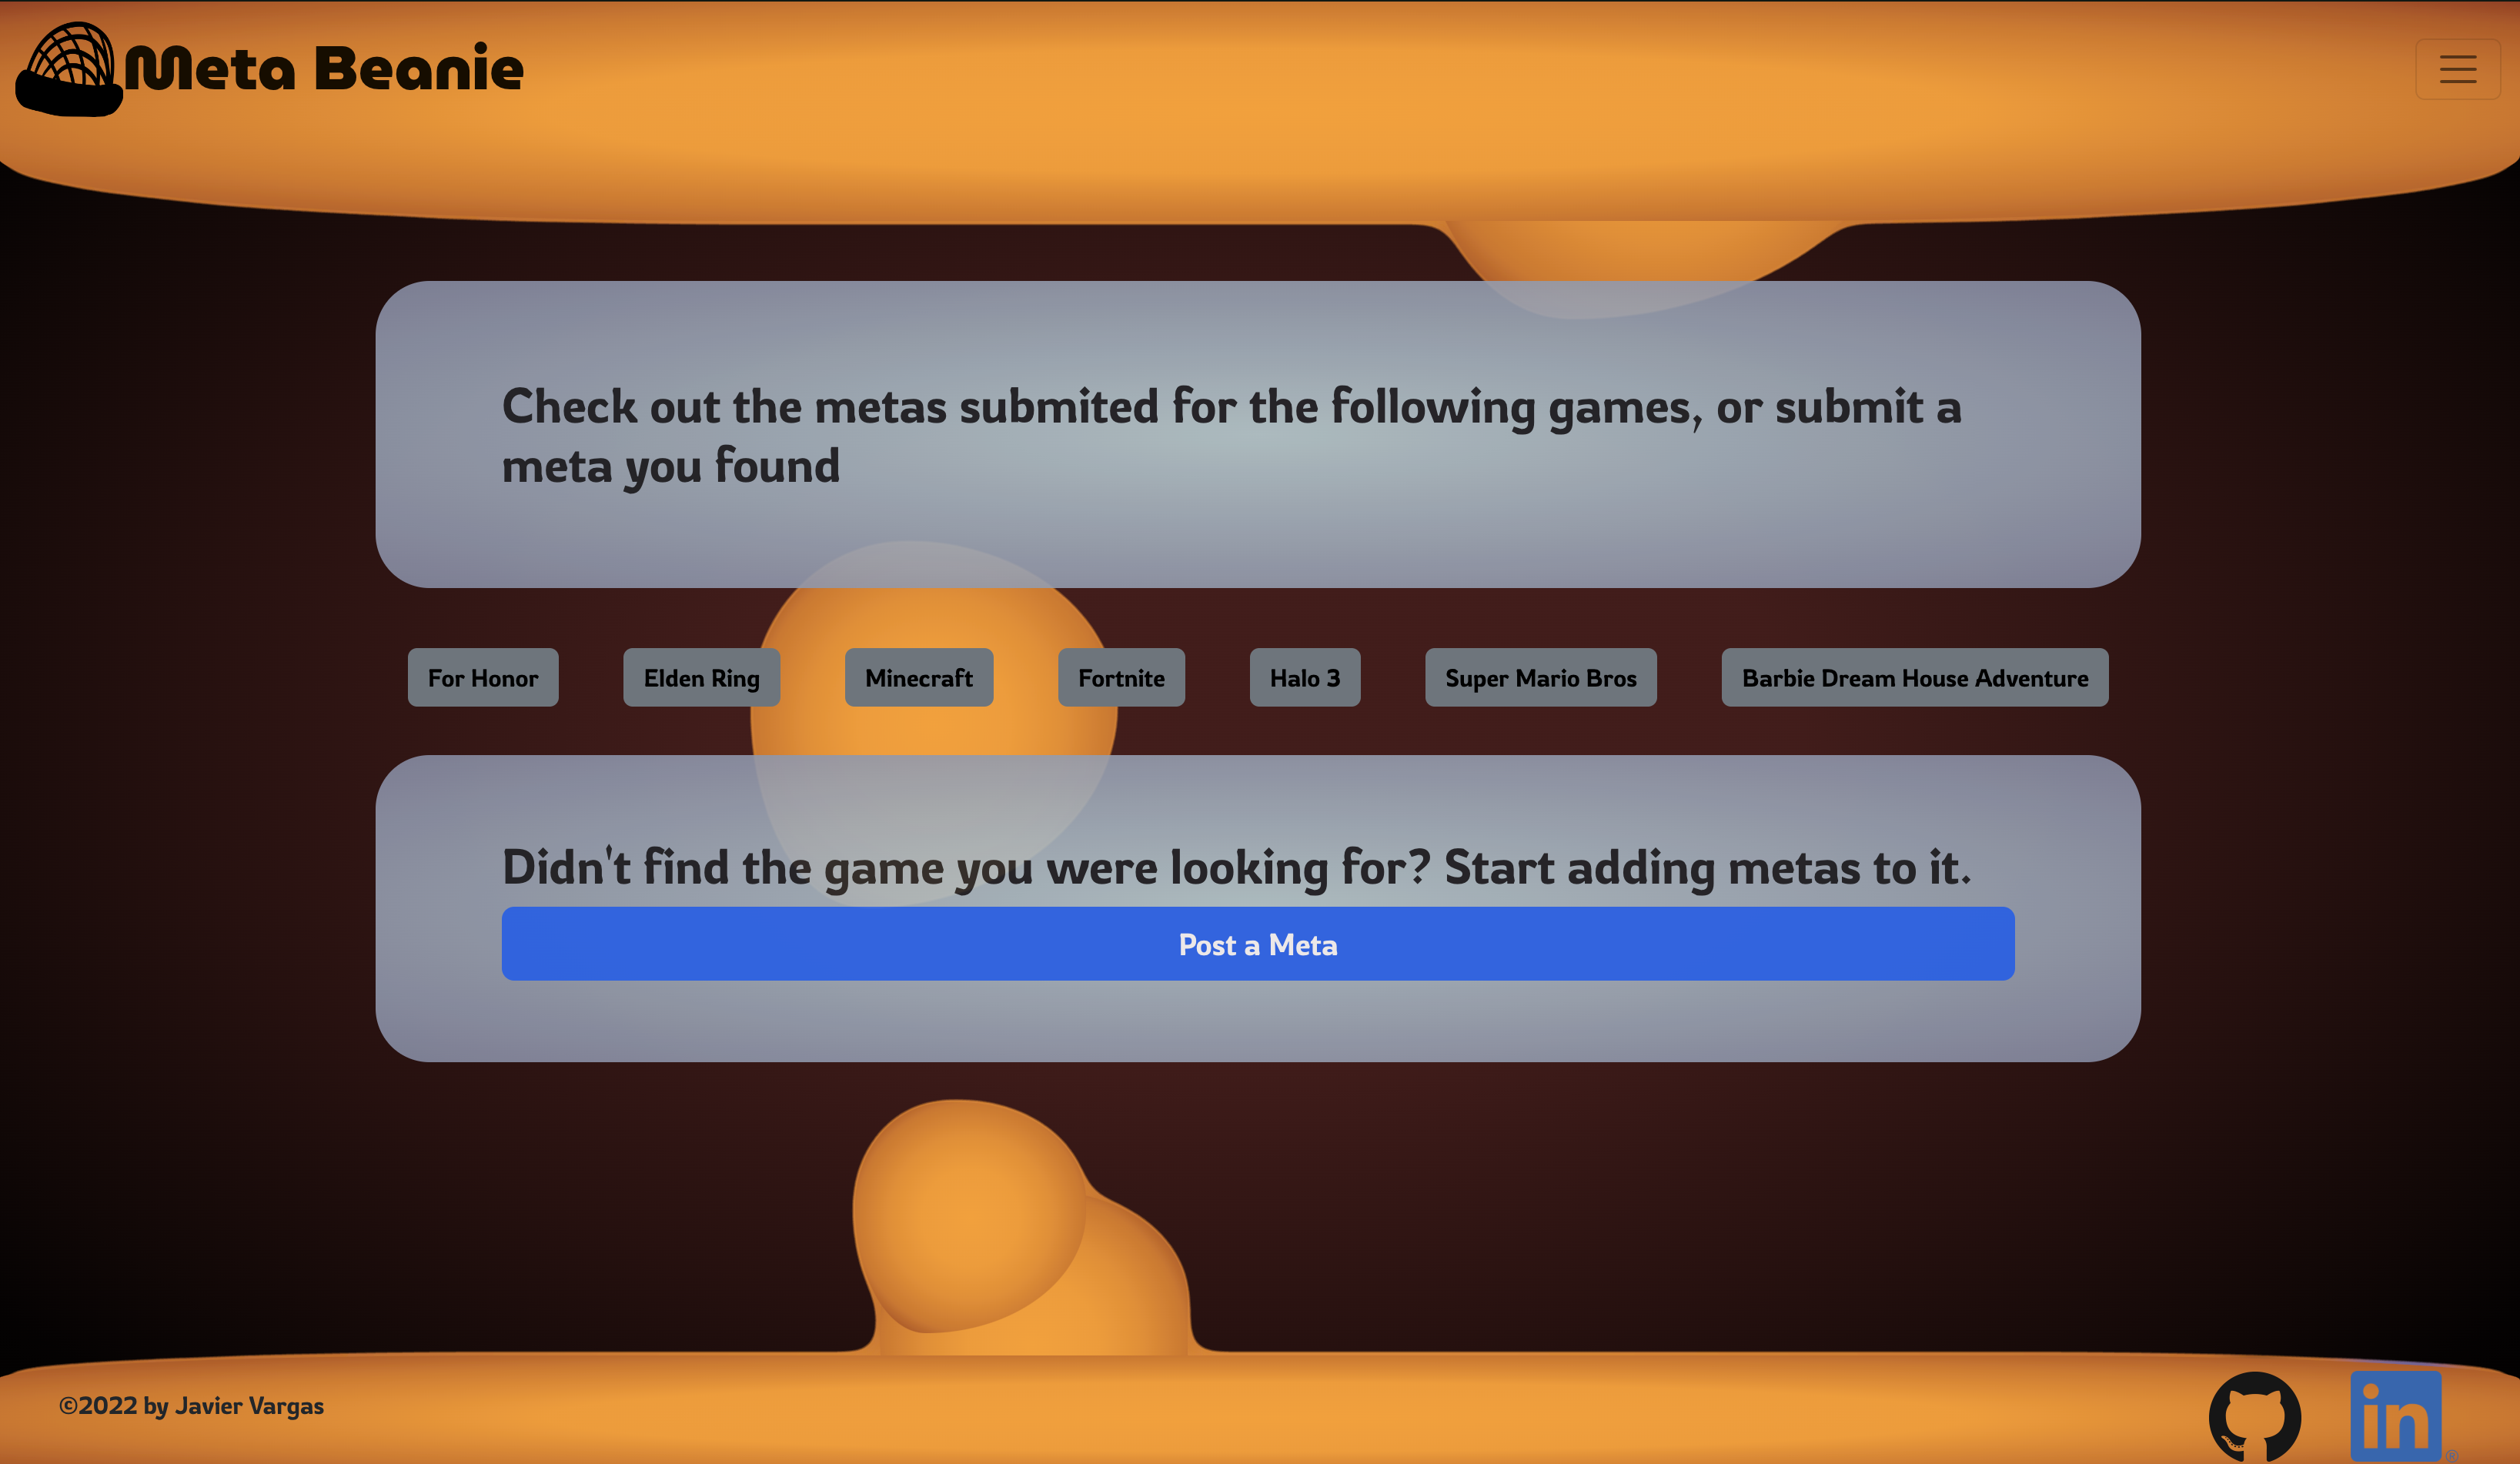 Meta Beanie
Check out the metas submited for the following games, or submit a
meta you found
For Honor
Elden Ring
Minecraft
Fortnite
Halo 3
Super Mario Bros
Barbie Dream House Adventure
Didn't find the game you were looking for? Start adding metas to it.
Post a Meta
©2022 by Javier Vargas
in®